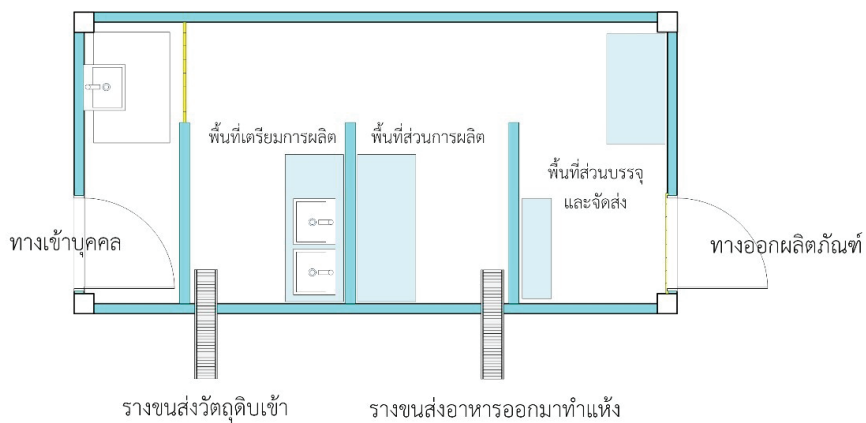 พื้นที่เตรียมการผลิต
พื้นที่ส่วนการผลิต
พื้นที่ส่วนบรรจุ
และจัดส่ง
ทางเข้าบุคคล
ทางออกผลิตภัณฑ์
รางขนส่งวัตถุดิบเข้า
รางขนส่งอาหารออกมาทำแห้ง